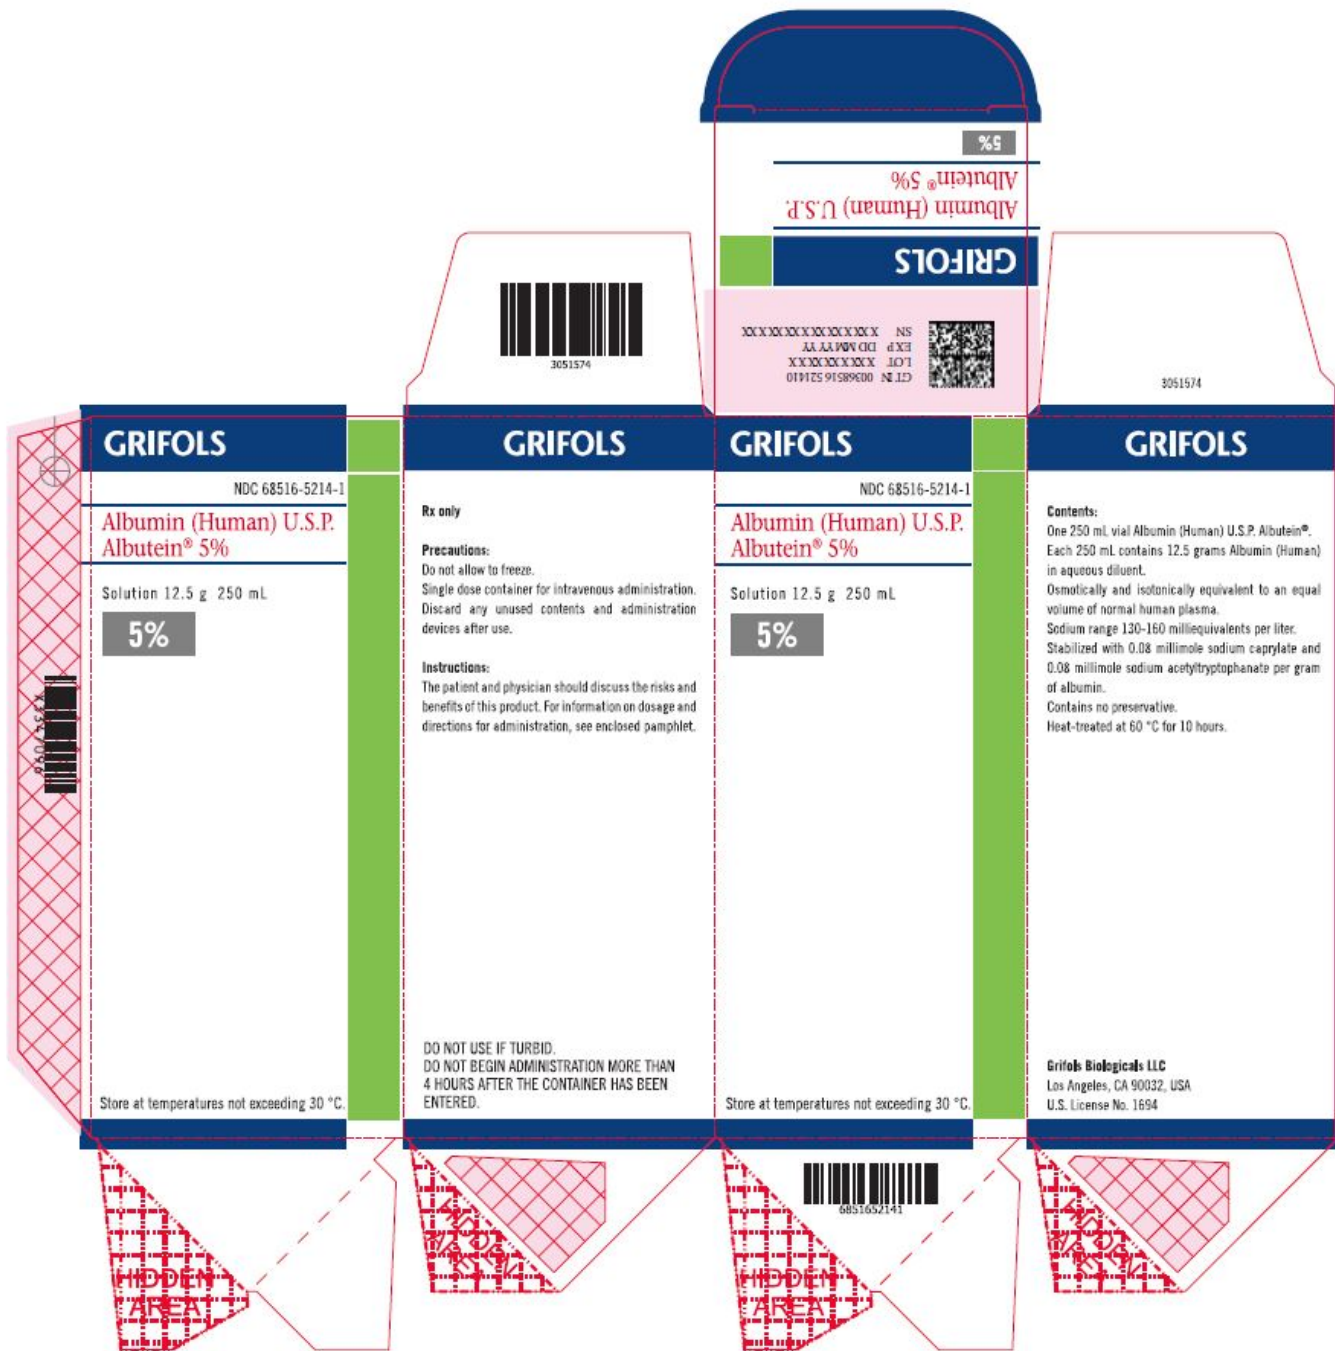 5%
Albutein® 5%
Albumin (Human) U.S.P.
GRIFOLS
SN XXXXXXXXXXXXXXXX
EXP DD MM YY YY
LOT XXXXXXXXXX
GTIN 00368516521410
3051574
3051574
GRIFOLS
NDC 68516-5214-1
Albumin (Human) U.S.P.
Albutein® 5%
Solution 12.5 g 250 mL
5%
Store at temperatures not exceeding 30 °C.
GRIFOLS
Rx only
Precautions:
Do not allow to freeze.
Single dose container for intravenous administration.
Discard any unused contents and administration
devices after use.
Instructions:
The patient and physician should discuss the risks and
benefits of this product. For information on dosage and
directions for administration, see enclosed pamphlet.
DO NOT USE IF TURBID.
DO NOT BEGIN ADMINISTRATION MORE THAN
4 HOURS AFTER THE CONTAINER HAS BEEN
ENTERED.
GRIFOLS
NDC 68516-5214-1
Albumin (Human) U.S.P.
Albutein® 5%
Solution 12.5 g 250 mL
5%
Store at temperatures not exceeding 30 °C.
GRIFOLS
Contents:
One 250 mL vial Albumin (Human) U.S.P. Albutein®.
Each 250 mL contains 12.5 grams Albumin (Human)
in aqueous diluent.
Osmotically and isotonically equivalent to an equal
volume of normal human plasma.
Sodium range 130-160 milliequivalents per liter.
Stabilized with 0.08 millimole sodium caprylate and
0.08 millimole sodium acetyltryptophanate per gram
of albumin.
Contains no preservative.
Heat-treated at 60 °C for 10 hours.
Grifols Biologicals LLC
Los Angeles, CA 90032, USA
U.S. License No. 1694
HIDDEN
AREA
HIDDEN
AREA
6851652141
HIDDEN
AREA
HIDDEN
AREA